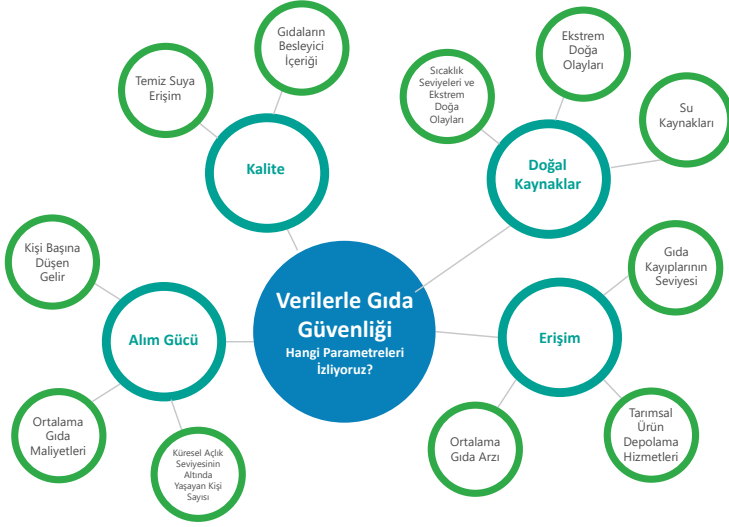 Gıdaların
Besleyici
İçeriği
Temiz Suya
Erişim
Kalite
Ekstrem
Doğa
Olayları
Sıcaklık
Seviyeleri ve
Ekstrem
Doğa
Olayları
Su
Kaynakları
Doğal
Kaynaklar
Verilerle Gıda
Güvenliği
Hangi Parametreleri
İzliyoruz?
Kişi Başına
Düşen
Gelir
Alım Gücü
Ortalama
Gıda
Maliyetleri
Küresel Açlık
Seviyesinin
Altında
Yaşayan Kişi
Sayısı
Gıda
Kayıplarının
Seviyesi
Erişim
Ortalama
Gıda Arzı
Tarımsal
Ürün
Depolama
Hizmetleri